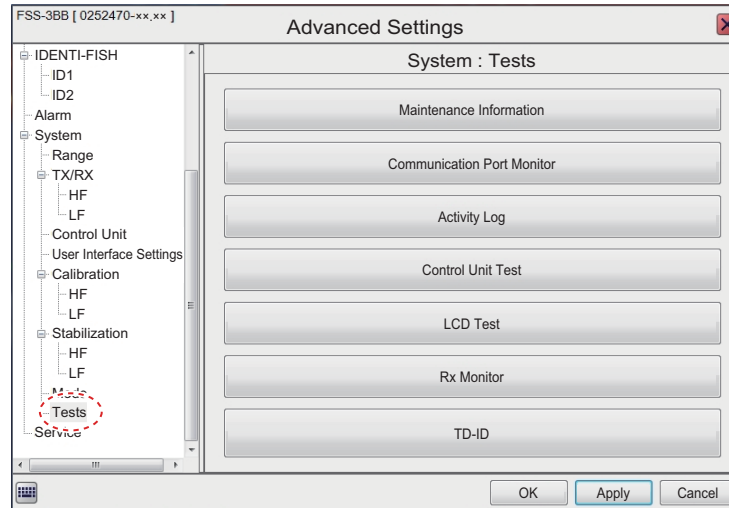 FSS-3BB [ 0252470-××.×× ]
Advanced Settings
IDENTI-FISH
ID1
ID2
Alarm
System
Range
TX/RX
HF
LF
Control Unit
User Interface Settings
Calibration
HF
LF
Stabilization
HF
LF
Mode
Tests
Service
System : Tests
Maintenance Information
Communication Port Monitor
Activity Log
Control Unit Test
LCD Test
Rx Monitor
TD-ID
OK
Apply
Cancel